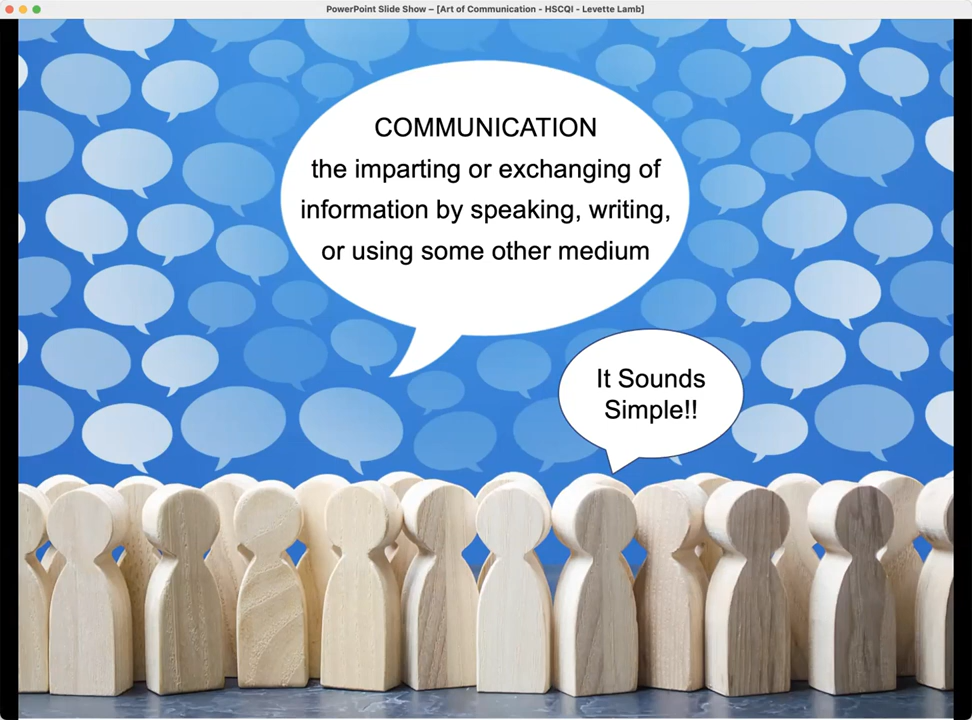 PowerPoint Slide Show – [Art of Communication - HSCQI - Levette Lamb]
COMMUNICATION
the imparting or exchanging of
information by speaking, writing,
or using some other medium
It Sounds
Simple!!